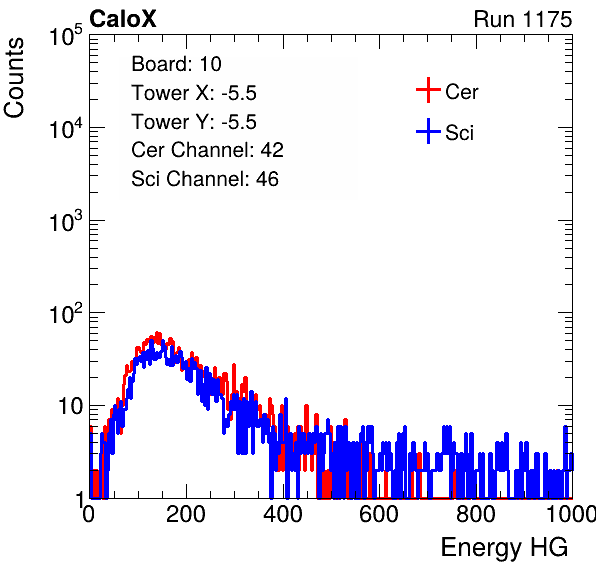 CaloX Run 1175
Counts
10^5
10^4
10^3
10^2
10
1
Board: 10
Tower X: -5.5
Tower Y: -5.5
Cer Channel: 42
Sci Channel: 46
Cer
Sci
0 200 400 600 800 1000
Energy HG